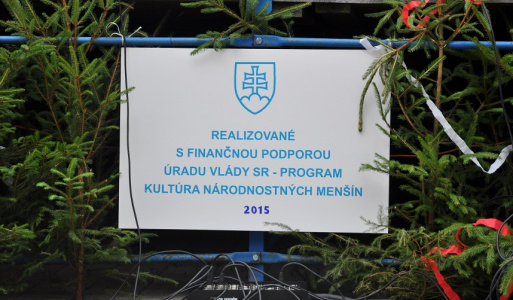 REALIZOVANÉ
S FINANČNOU PODPOROU
ÚRADU VLÁDY SR - PROGRAM
KULTÚRA NÁRODNOSTNÝCH MENŠÍN
2015